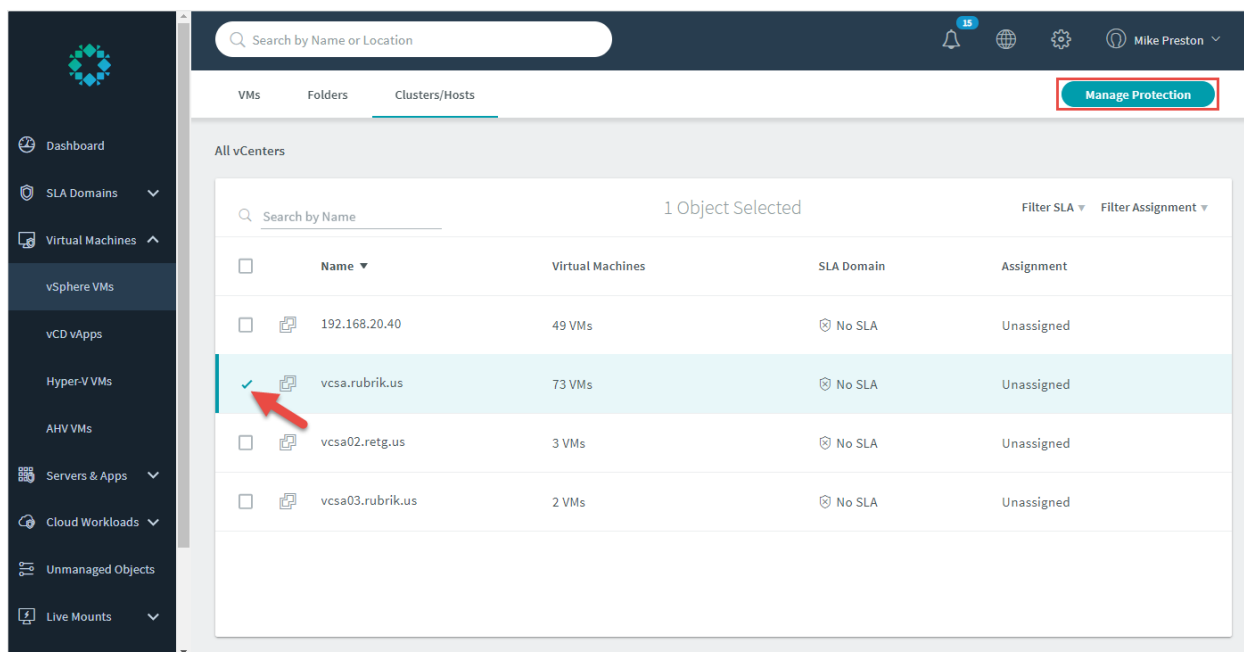 Search by Name or Location
15
Mike Preston
VMs
Folders
Clusters/Hosts
Manage Protection
Dashboard
SLA Domains
Virtual Machines
vSphere VMs
vCD vApps
Hyper-V VMs
AHV VMs
Servers & Apps
Cloud Workloads
Unmanaged Objects
Live Mounts
All vCenters
Search by Name
1 Object Selected
Filter SLA
Filter Assignment
Name Virtual Machines SLA Domain Assignment
192.168.20.40 49 VMs No SLA Unassigned
vcsa.rubrik.us 73 VMs No SLA Unassigned
vcsa02.retg.us 3 VMs No SLA Unassigned
vcsa03.rubrik.us 2 VMs No SLA Unassigned